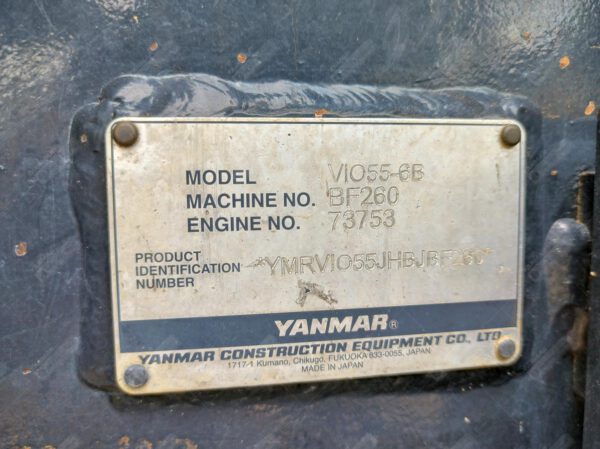 MODEL VIO55-6B
MACHINE NO. BF260
ENGINE NO. 73753
PRODUCT
IDENTIFICATION
NUMBER
*YMRVIO55JHBJBF260*
YANMAR®
YANMAR CONSTRUCTION EQUIPMENT CO., LTD.
1717-1 Kumano, Chikugo, FUKUOKA 833-0055, JAPAN
MADE IN JAPAN